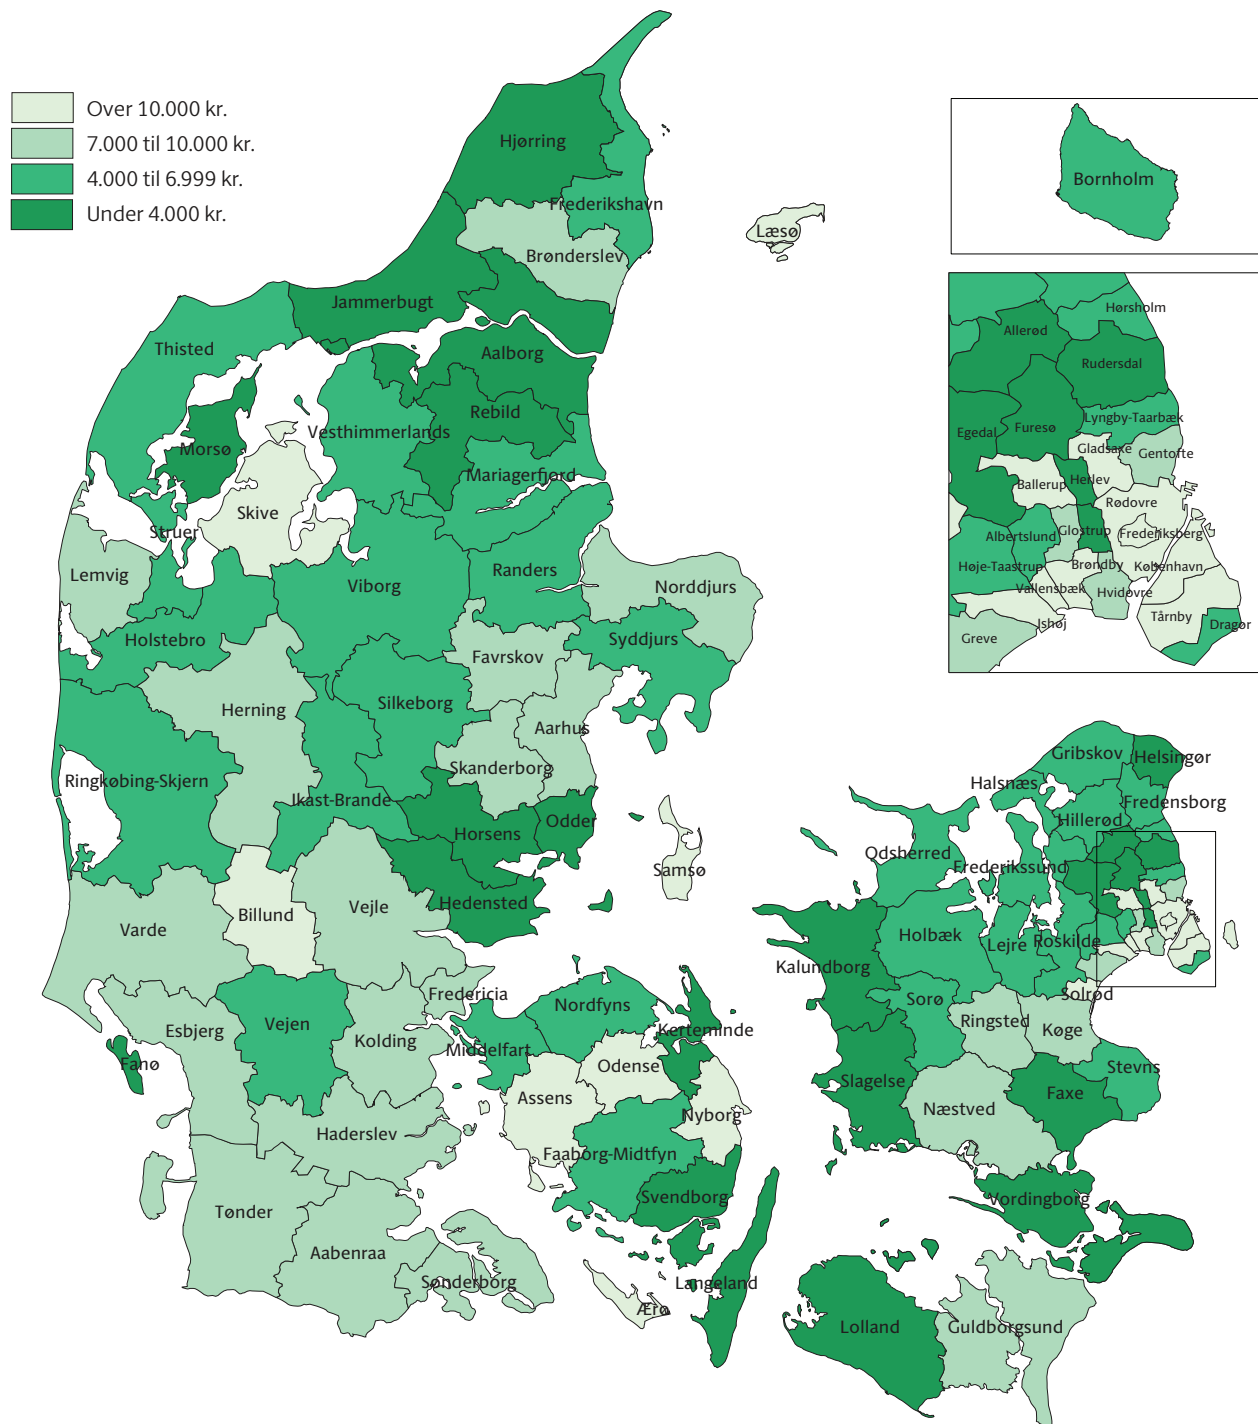 Over 10.000 kr.
7.000 til 10.000 kr.
4.000 til 6.999 kr.
Under 4.000 kr.
Hjørring
Frederikshavn
Læsø
Brønderslev
Jammerbugt
Thisted
Aalborg
Rebild
Vesthimmerlands
Morsø
Mariagerfjord
Skive
Struer
Lemvig
Viborg
Randers
Norddjurs
Holstebro
Syddjurs
Favrskov
Herning
Silkeborg
Aarhus
Skanderborg
Ringkøbing-Skjern
Ikast-Brande
Horsens
Odder
Samsø
Hedensted
Billund
Vejle
Varde
Fredericia
Esbjerg
Vejen
Kolding
Fanø
Haderslev
Tønder
Aabenraa
Sønderborg
Nordfyns
Kerteminde
Middelfart
Odense
Assens
Nyborg
Faaborg-Midtfyn
Svendborg
Langeland
Ærø
Bornholm
Hørsholm
Allerød
Rudersdal
Lyngby-Taarbæk
Egedal
Furesø
Gladsaxe
Gentofte
Ballerup
Herlev
Rødovre
Albertslund
Glostrup
Frederiksberg
Høje-Taastrup
Brøndby
København
Vallensbæk
Hvidovre
Ishøj
Tårnby
Dragør
Greve
Gribskov
Helsingør
Halsnæs
Fredensborg
Hillerød
Odsherred
Frederikssund
Holbæk
Lejre
Roskilde
Kalundborg
Solrød
Sorø
Ringsted
Køge
Stevns
Slagelse
Næstved
Faxe
Vordingborg
Lolland
Guldborgsund